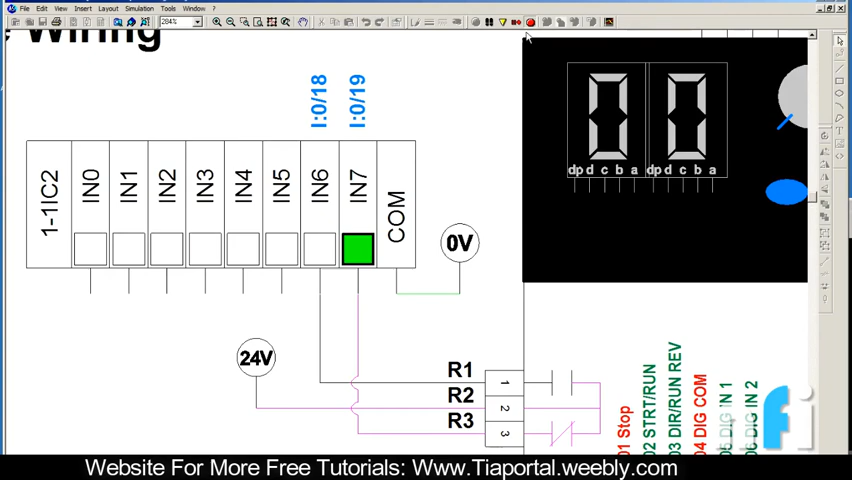 File Edit View Insert Layout Simulation Tools Window ?
284%
Wiring
I:0/18
I:0/19
1-1IC2
IN0
IN1
IN2
IN3
IN4
IN5
IN6
IN7
COM
0V
24V
dp d c b a dp d c b a
R1
R2
R3
1
2
3
01 Stop
02 STRT/RUN
03 DIR/RUN REV
04 DIG COM
05 DIG IN 1
06 DIG IN 2
fi
Website For More Free Tutorials: Www.Tiaportal.weebly.com